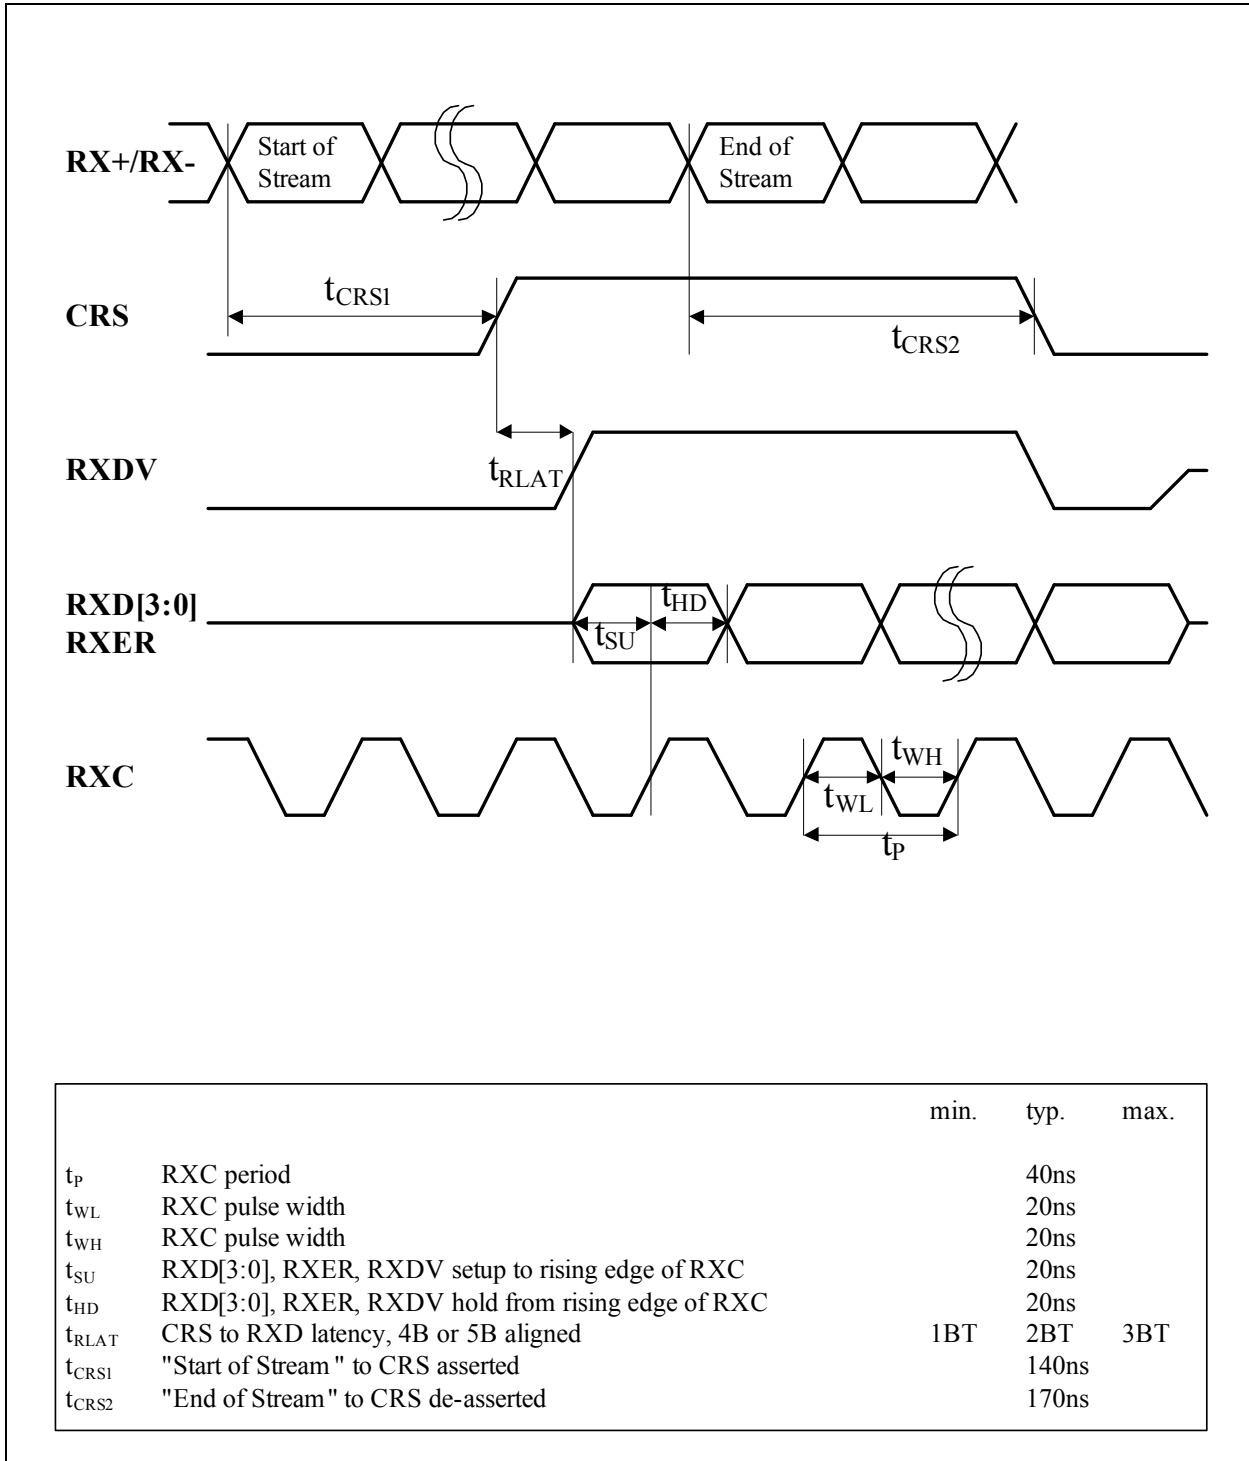 RX+/RX-
Start of
Stream
End of
Stream
CRS
tCRS1
tCRS2
RXDV
tRLAT
RXD[3:0]
RXER
tSU
tHD
RXC
tWL
tWH
tP
min. typ. max.
tP RXC period 40ns
tWL RXC pulse width 20ns
tWH RXC pulse width 20ns
tSU RXD[3:0], RXER, RXDV setup to rising edge of RXC 20ns
tHD RXD[3:0], RXER, RXDV hold from rising edge of RXC 20ns
tRLAT CRS to RXD latency, 4B or 5B aligned 1BT 2BT 3BT
tCRS1 "Start of Stream" to CRS asserted 140ns
tCRS2 "End of Stream" to CRS de-asserted 170ns